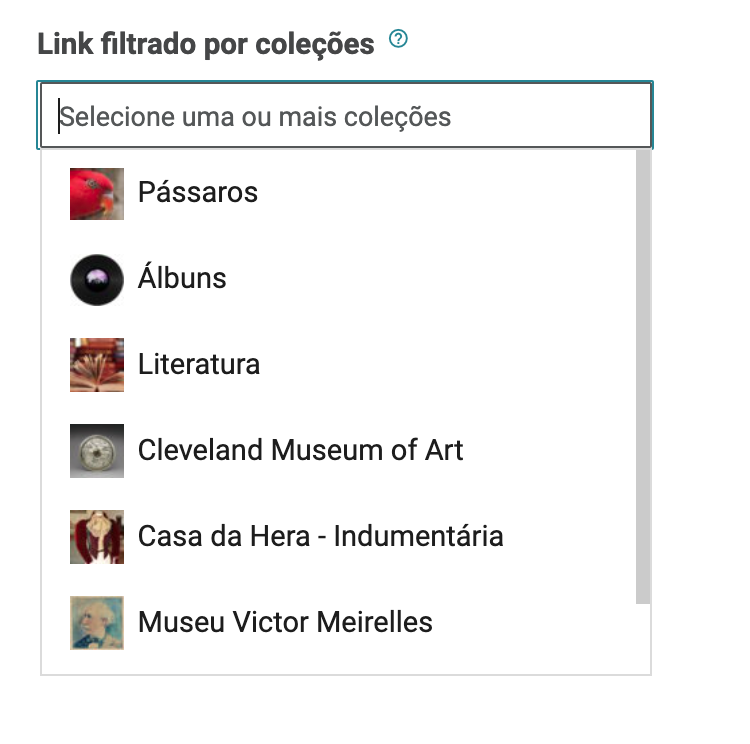 Link filtrado por coleções ?
Selecione uma ou mais coleções
Pássaros
Álbuns
Literatura
Cleveland Museum of Art
Casa da Hera - Indumentária
Museu Victor Meirelles